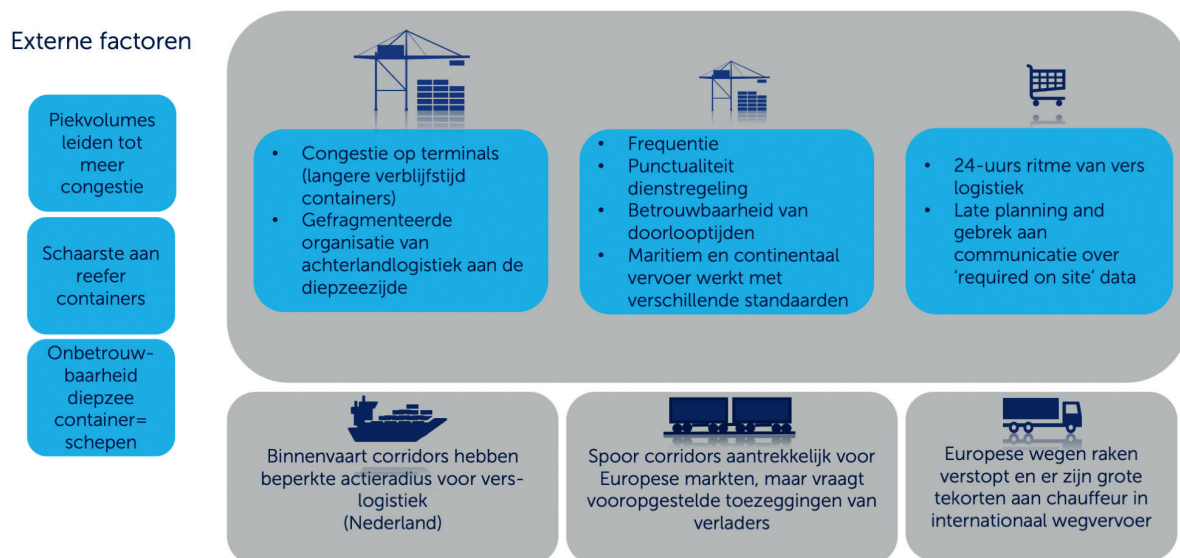 Externe factoren
Piekvolumes
leiden tot
meer
congestie
Schaarste aan
reefer
containers
Onbetrouw-
baarheid
diepzee
container=
schepen
• Congestie op terminals
(langere verblijfstijd
containers)
• Gefragmenteerde
organisatie van
achterlandlogistiek aan de
diepzeezijde
• Frequentie
• Punctualiteit
dienstregeling
• Betrouwbaarheid van
doorlooptijden
• Maritiem en continentaal
vervoer werkt met
verschillende standaarden
• 24-uurs ritme van vers
logistiek
• Late planning and
gebrek aan
communicatie over
‘required on site’ data
Binnenvaart corridors hebben
beperkte actieradius voor vers-
logistiek
(Nederland)
Spoor corridors aantrekkelijk voor
Europese markten, maar vraagt
vooropgestelde toezeggingen van
verladers
Europese wegen raken
verstopt en er zijn grote
tekorten aan chauffeur in
internationaal wegvervoer